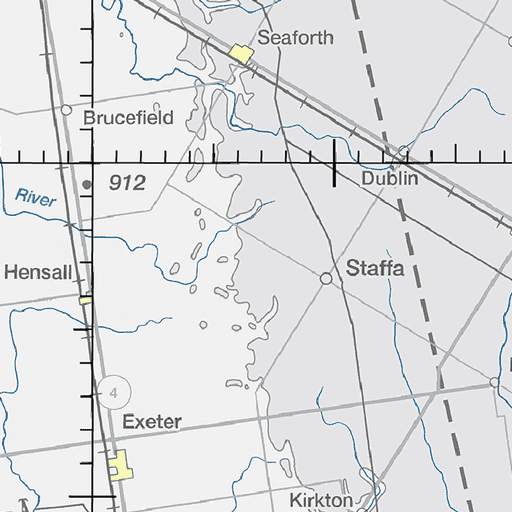 Seaforth
Brucefield
912
Dublin
River
Hensall
Staffa
4
Exeter
Kirkton